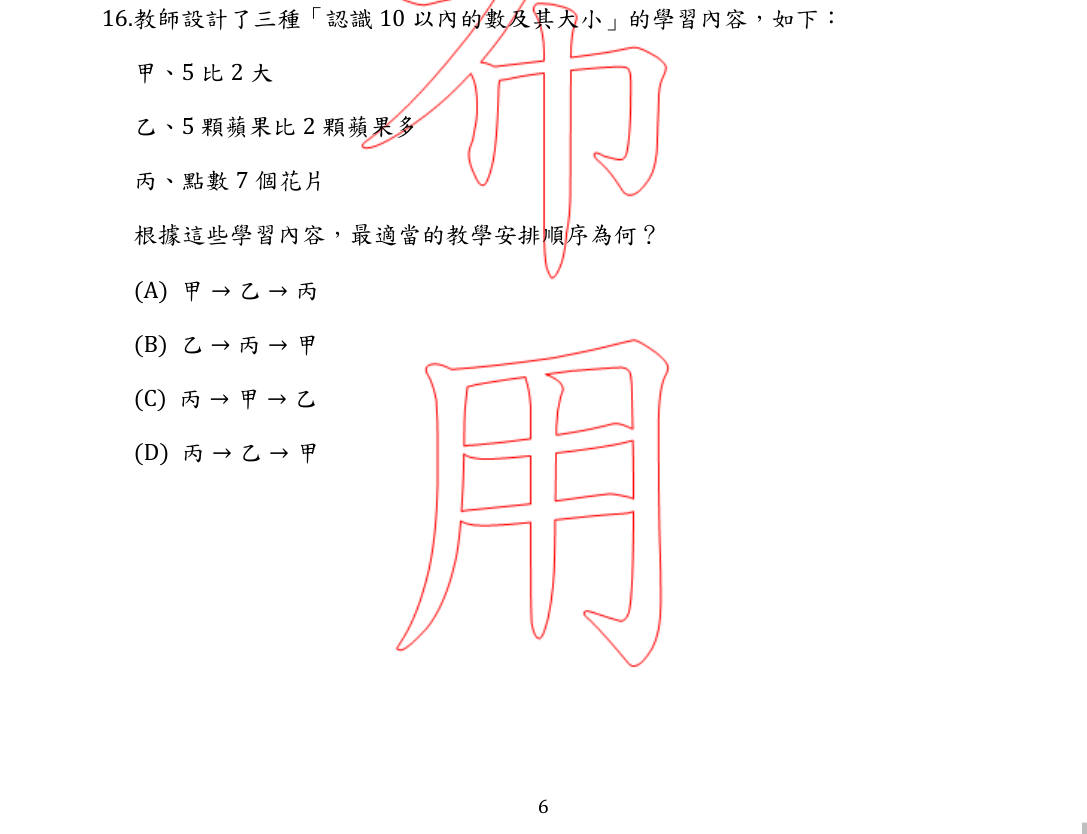 16.教師設計了三種「認識 10 以內的數及其大小」的學習內容，如下：
甲、5 比 2 大
乙、5 顆蘋果比 2 顆蘋果多
丙、點數 7 個花片
根據這些學習內容，最適當的教學安排順序為何？
(A) 甲 → 乙 → 丙
(B) 乙 → 丙 → 甲
(C) 丙 → 甲 → 乙
(D) 丙 → 乙 → 甲
布
用
6